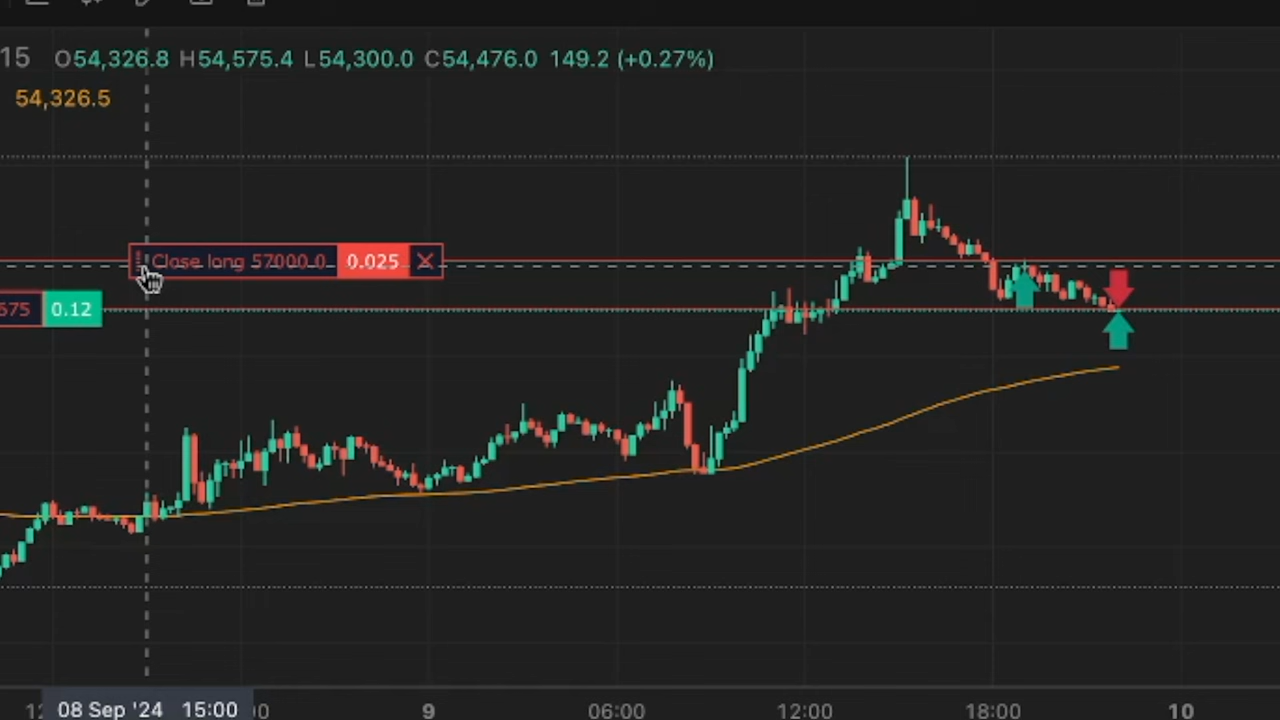 15 O54,326.8 H54,575.4 L54,300.0 C54,476.0 149.2 (+0.27%)
54,326.5
Close long 57000.0 0.025
675 0.12
08 Sep '24 15:00 9 06:00 12:00 18:00 10